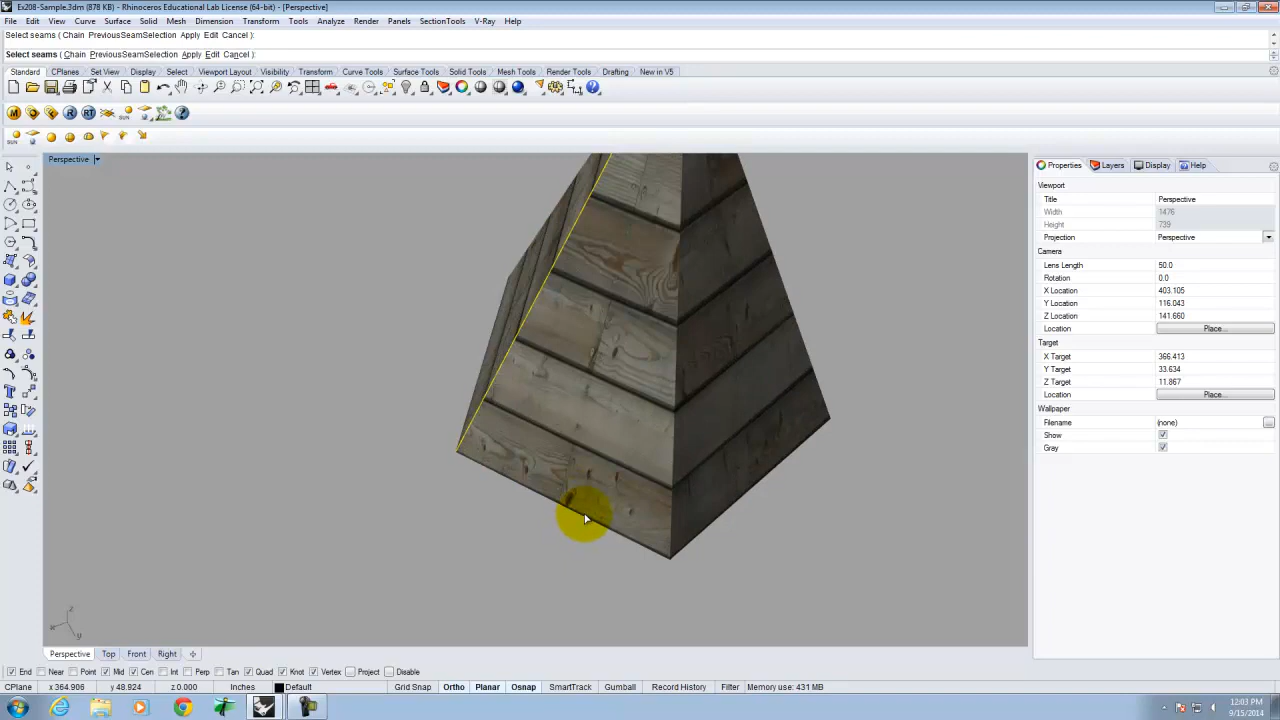 Ex208-Sample.3dm (878 KB) - Rhinoceros Educational Lab License (64-bit) - [Perspective]
File Edit View Curve Surface Solid Mesh Dimension Transform Tools Analyze Render Panels SectionTools V-Ray Help
Select seams ( Chain PreviousSeamSelection Apply Edit Cancel ):
Select seams ( Chain PreviousSeamSelection Apply Edit Cancel ):
Standard CPlanes Set View Display Select Viewport Layout Visibility Transform Curve Tools Surface Tools Solid Tools Mesh Tools Render Tools Drafting New in V5
M R RT SUN
SUN
Perspective
Properties Layers Display Help
Viewport
Title Perspective
Width 1476
Height 739
Projection Perspective
Camera
Lens Length 50.0
Rotation 0.0
X Location 403.105
Y Location 116.043
Z Location 141.660
Location Place...
Target
X Target 366.413
Y Target 33.634
Z Target 11.867
Location Place...
Wallpaper
Filename (none)
Show
Gray
z
x y
Perspective Top Front Right
End Near Point Mid Cen Int Perp Tan Quad Knot Vertex Project Disable
CPlane x 364.906 y 48.924 z 0.000 Inches Default Grid Snap Ortho Planar Osnap SmartTrack Gumball Record History Filter Memory use: 431 MB
12:03 PM
9/15/2014